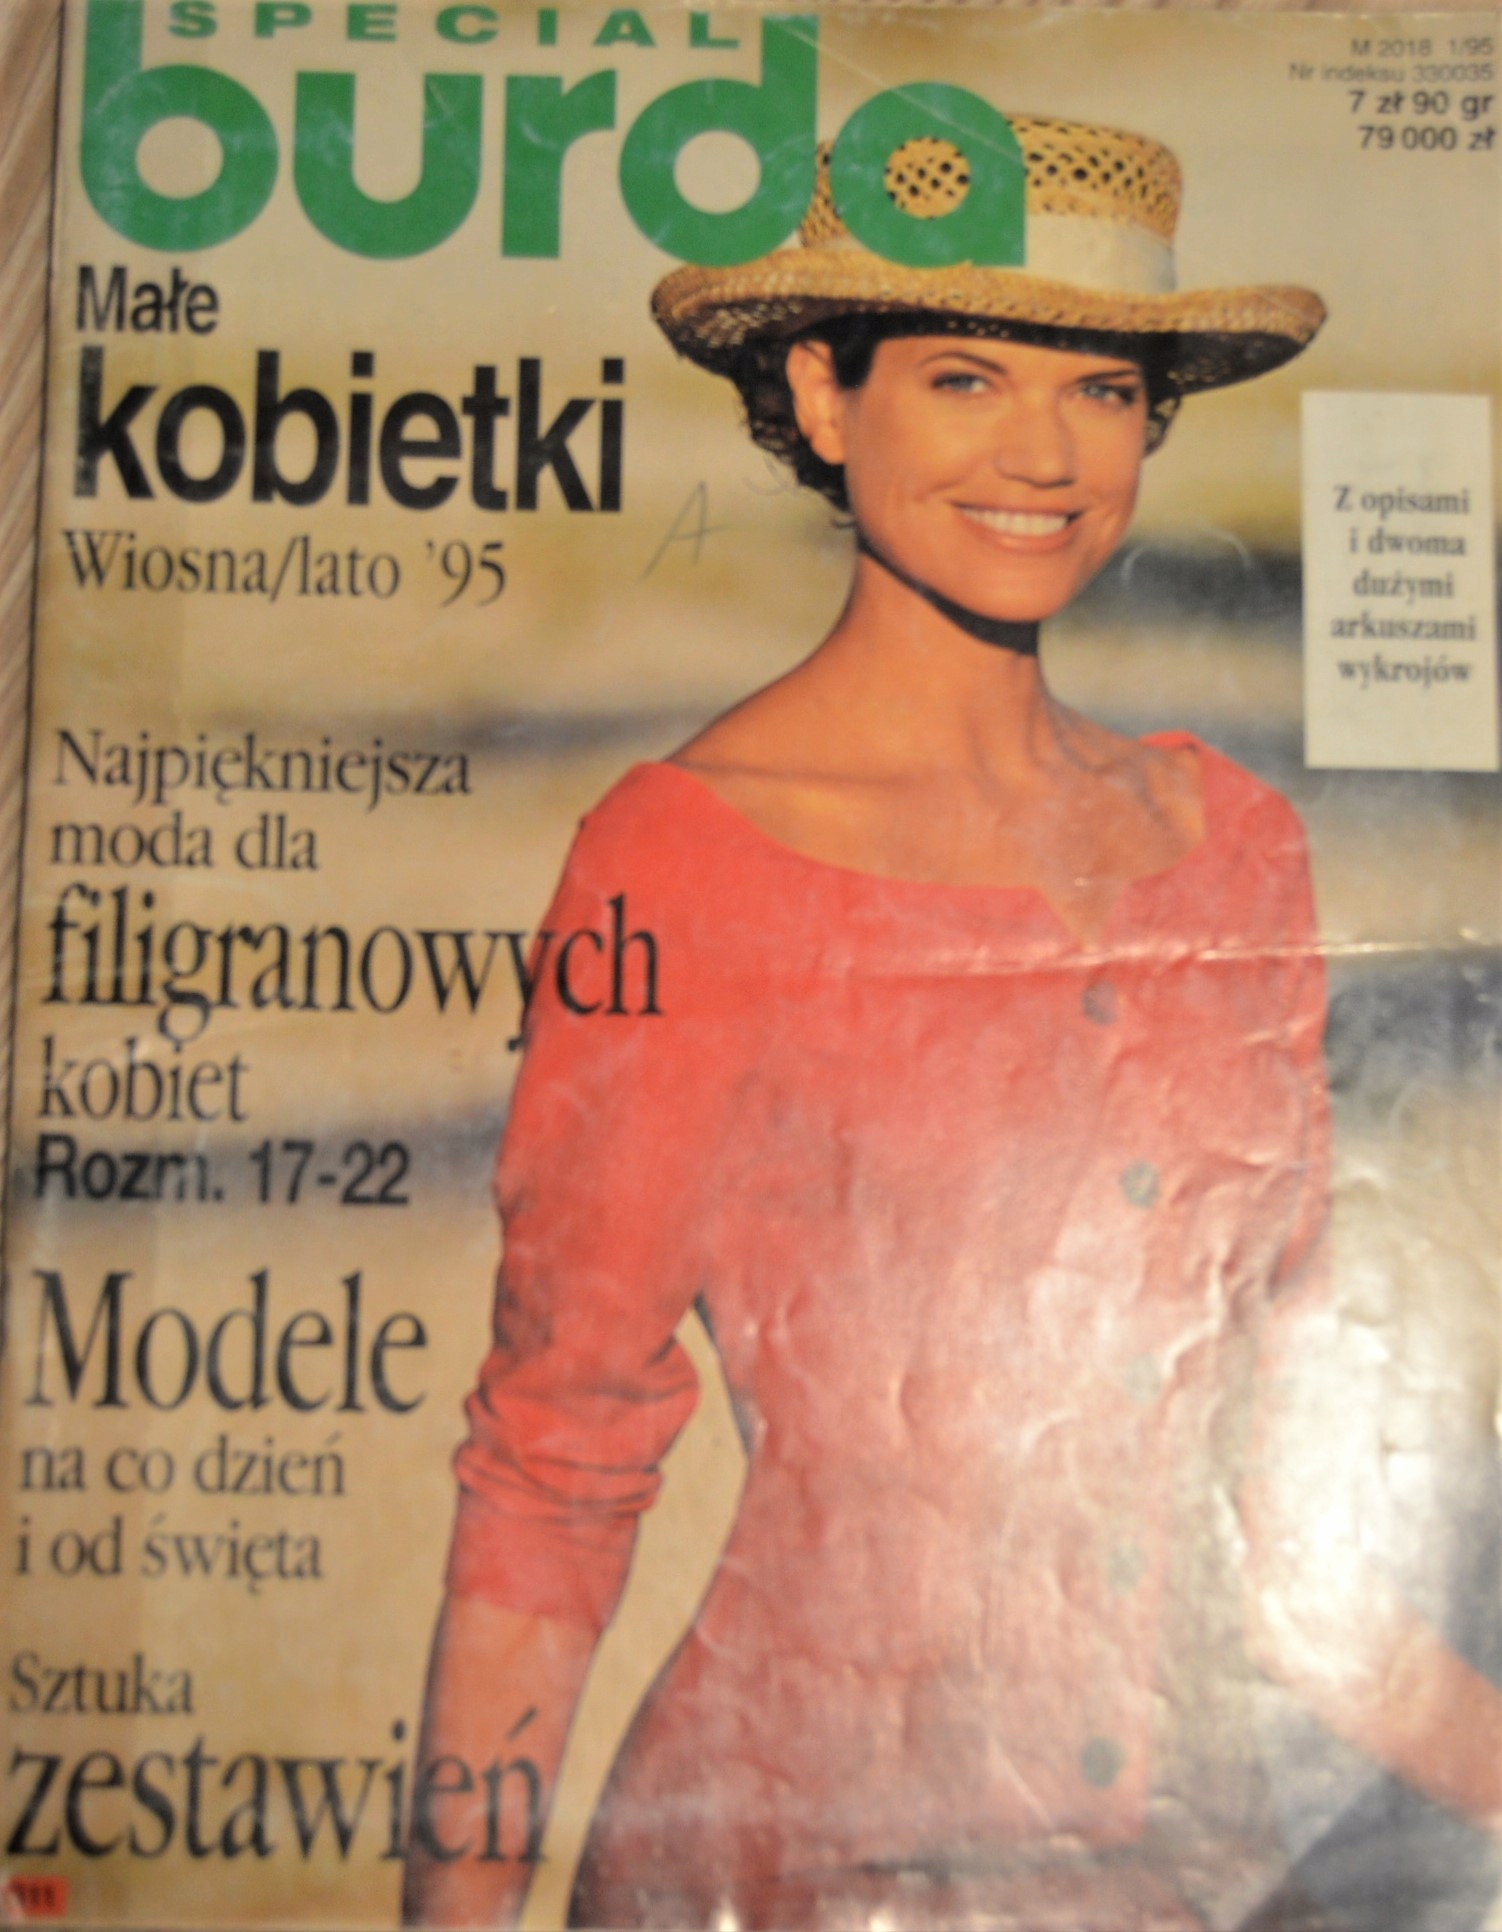 SPECIAL
burda
M 2018 1/95
Nr indeksu 330035
7 zł 90 gr
79 000 zł
Małe
kobietki
Wiosna/lato '95
A
Z opisami
i dwoma
dużymi
arkuszami
wykrojów
Najpiękniejsza
moda dla
filigranowych
kobiet
Rozm. 17-22
Modele
na co dzień
i od święta
Sztuka
zestawień